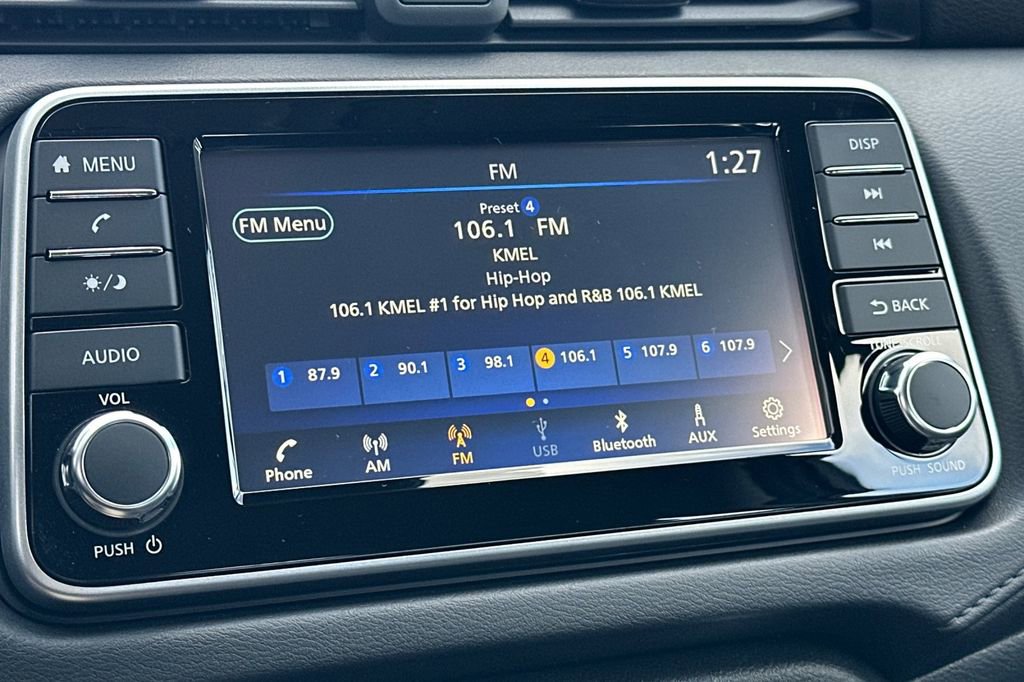 MENU
AUDIO
VOL
PUSH
FM
1:27
FM Menu
Preset 4
106.1 FM
KMEL
Hip-Hop
106.1 KMEL #1 for Hip Hop and R&B 106.1 KMEL
1 87.9 2 90.1 3 98.1 4 106.1 5 107.9 6 107.9
Phone AM FM USB Bluetooth AUX Settings
DISP
BACK
TUNE·SCROLL
PUSH SOUND